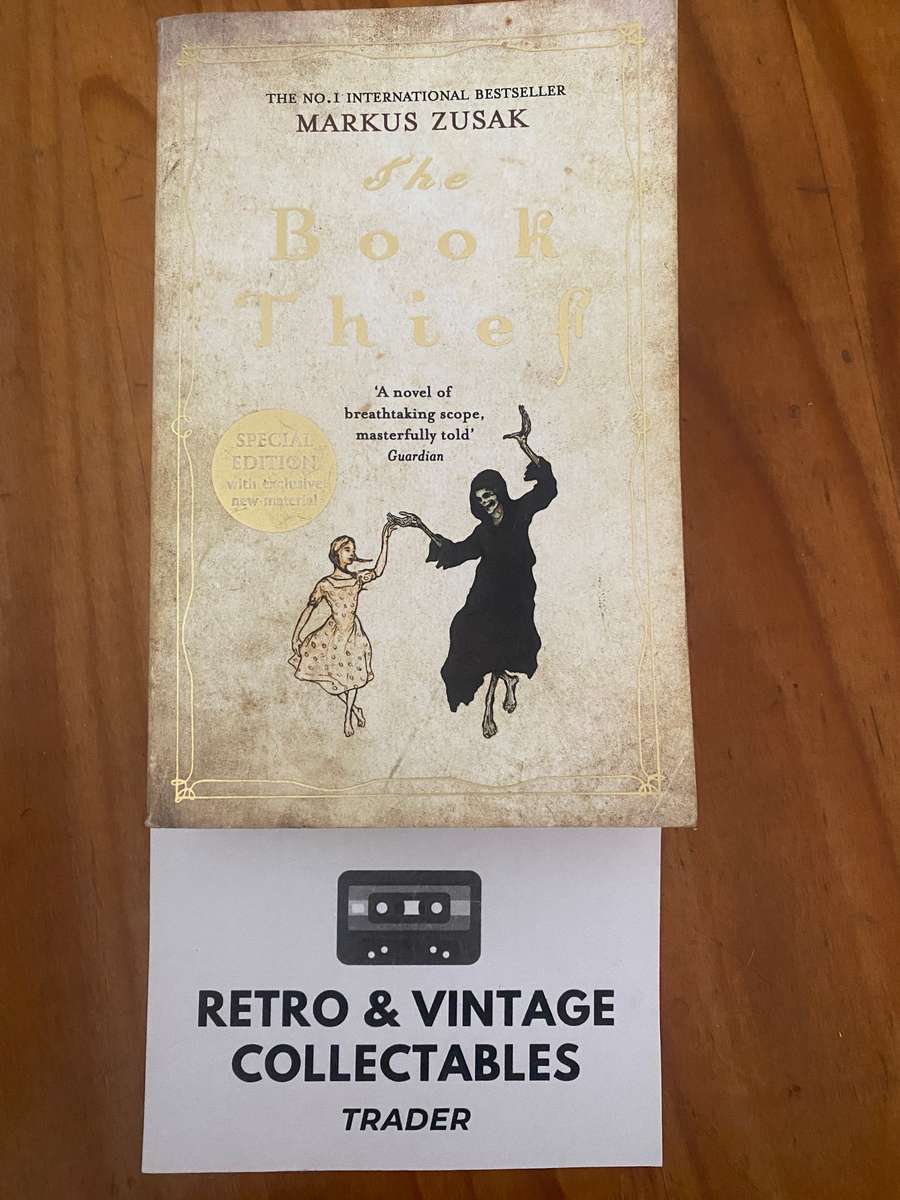 THE NO.1 INTERNATIONAL BESTSELLER
MARKUS ZUSAK
The
Book
Thief
'A novel of
breathtaking scope,
masterfully told'
Guardian
SPECIAL
EDITION
with exclusive
new material
RETRO & VINTAGE
COLLECTABLES
TRADER